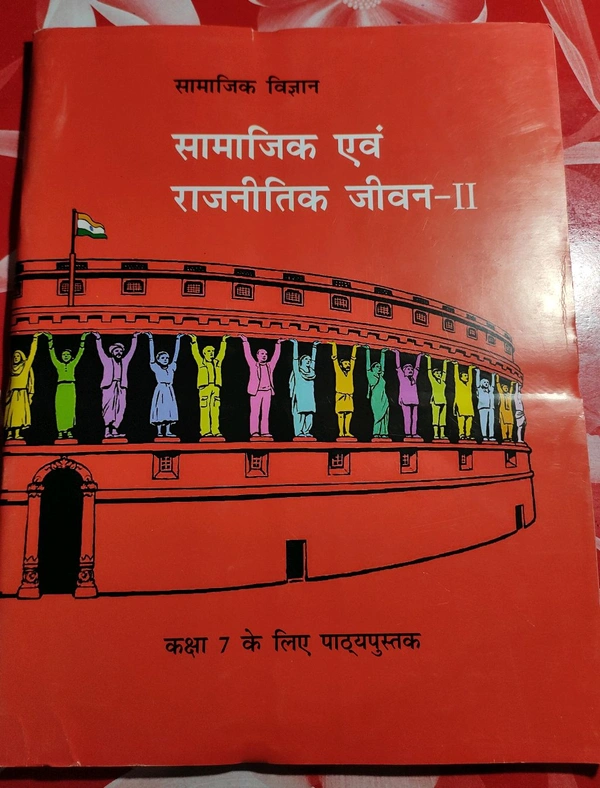 सामाजिक विज्ञान
सामाजिक एवं
राजनीतिक जीवन-II
कक्षा 7 के लिए पाठ्यपुस्तक